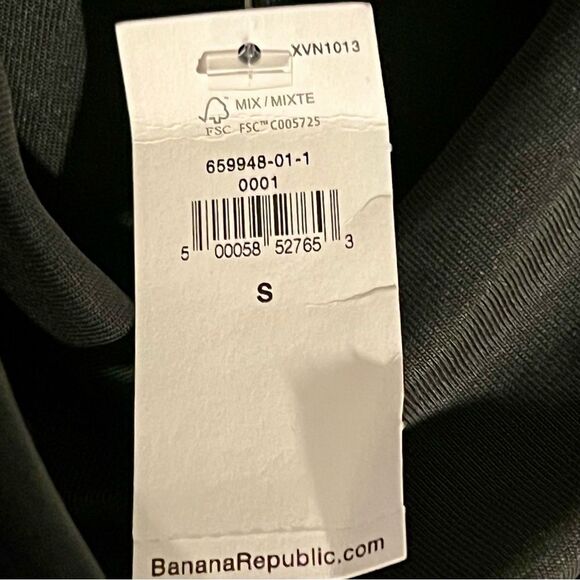 XVN1013
MIX / MIXTE
FSC FSC™ C005725
659948-01-1
0001
5 00058 52765 3
S
BananaRepublic.com